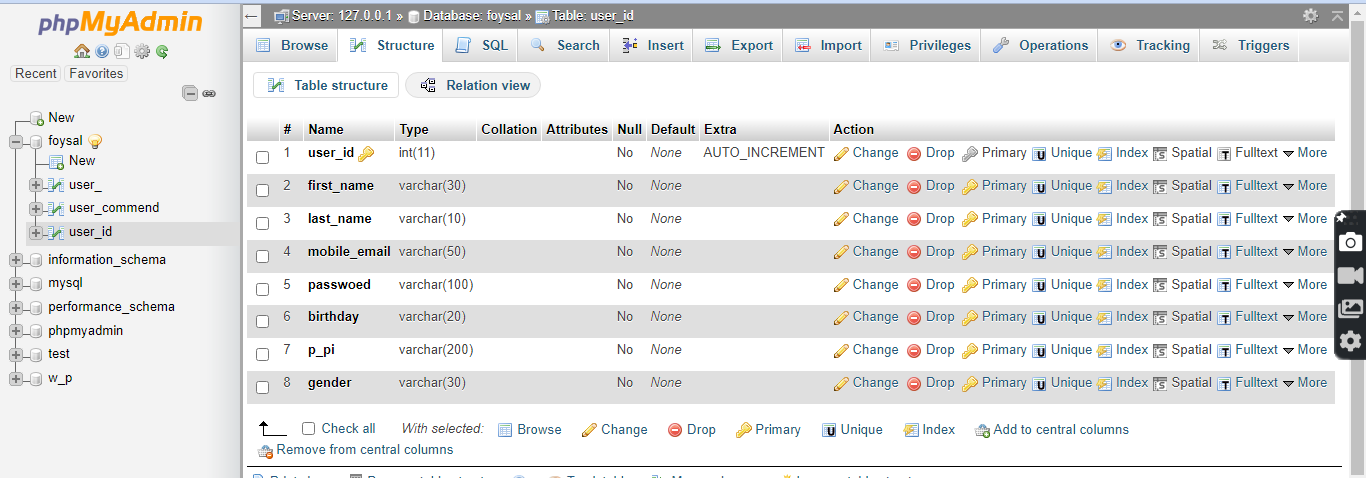 phpMyAdmin
Recent Favorites
New
foysal
New
user_
user_commend
user_id
information_schema
mysql
performance_schema
phpmyadmin
test
w_p
Server: 127.0.0.1 » Database: foysal » Table: user_id
Browse Structure SQL Search Insert Export Import Privileges Operations Tracking Triggers
Table structure Relation view
# Name Type Collation Attributes Null Default Extra Action
1 user_id int(11) No None AUTO_INCREMENT Change Drop Primary Unique Index Spatial Fulltext More
2 first_name varchar(30) No None Change Drop Primary Unique Index Spatial Fulltext More
3 last_name varchar(10) No None Change Drop Primary Unique Index Spatial Fulltext More
4 mobile_email varchar(50) No None Change Drop Primary Unique Index Spatial Fulltext More
5 passwoed varchar(100) No None Change Drop Primary Unique Index Spatial Fulltext More
6 birthday varchar(20) No None Change Drop Primary Unique Index Spatial Fulltext More
7 p_pi varchar(200) No None Change Drop Primary Unique Index Spatial Fulltext More
8 gender varchar(30) No None Change Drop Primary Unique Index Spatial Fulltext More
Check all With selected: Browse Change Drop Primary Unique Index Add to central columns
Remove from central columns